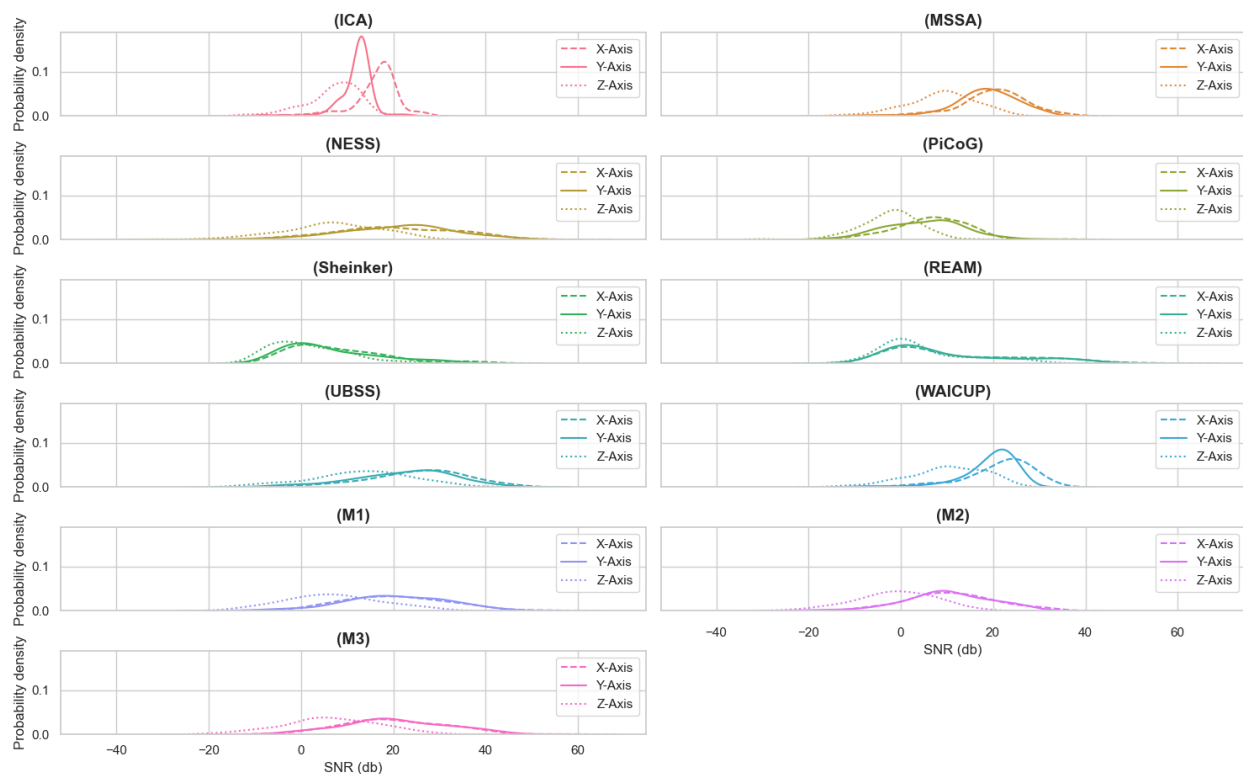 (ICA)
Probability density
0.1
0.0
X-Axis
Y-Axis
Z-Axis
(MSSA)
X-Axis
Y-Axis
Z-Axis
(NESS)
Probability density
0.1
0.0
X-Axis
Y-Axis
Z-Axis
(PiCoG)
X-Axis
Y-Axis
Z-Axis
(Sheinker)
Probability density
0.1
0.0
X-Axis
Y-Axis
Z-Axis
(REAM)
X-Axis
Y-Axis
Z-Axis
(UBSS)
Probability density
0.1
0.0
X-Axis
Y-Axis
Z-Axis
(WAICUP)
X-Axis
Y-Axis
Z-Axis
(M1)
Probability density
0.1
0.0
X-Axis
Y-Axis
Z-Axis
(M2)
X-Axis
Y-Axis
Z-Axis
−40 −20 0 20 40 60
SNR (db)
(M3)
Probability density
0.1
0.0
X-Axis
Y-Axis
Z-Axis
−40 −20 0 20 40 60
SNR (db)